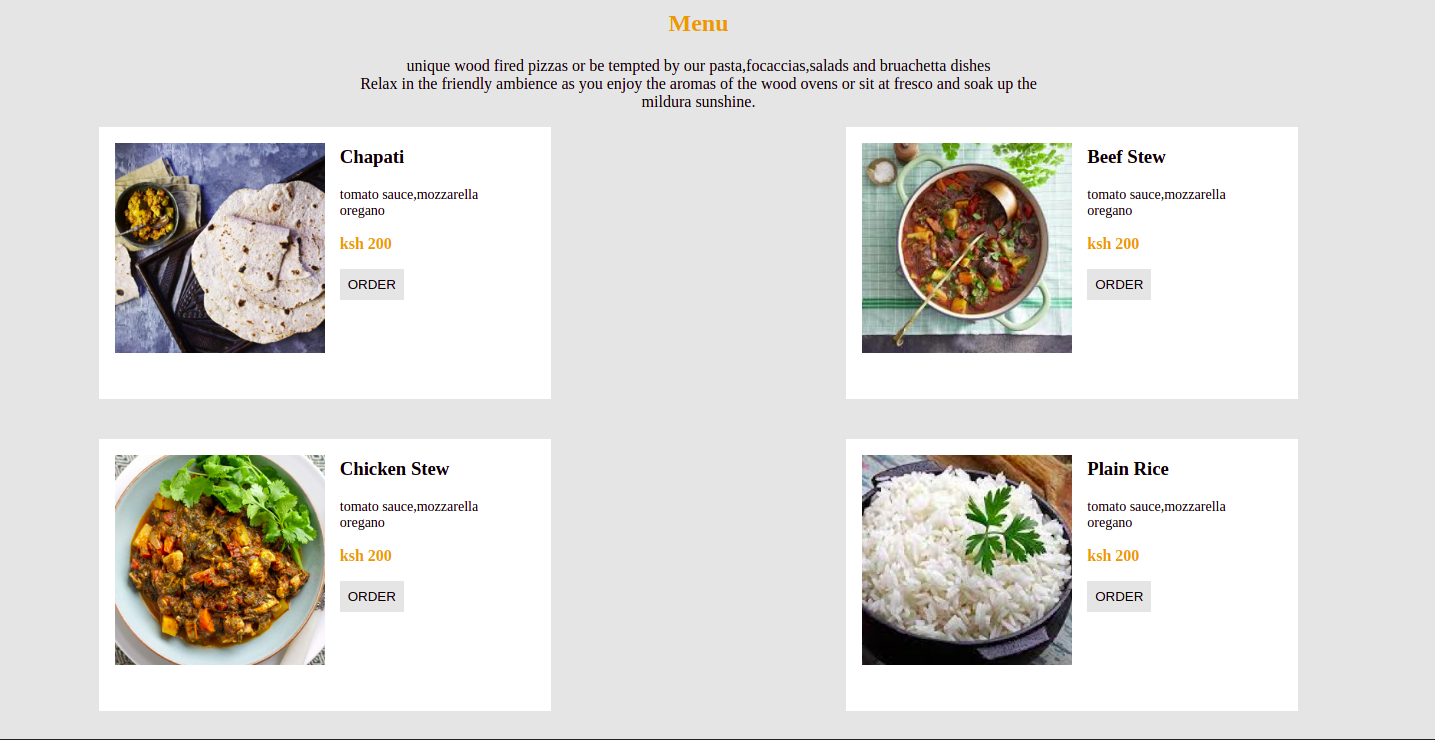 Menu
unique wood fired pizzas or be tempted by our pasta,focaccias,salads and bruachetta dishes
Relax in the friendly ambience as you enjoy the aromas of the wood ovens or sit at fresco and soak up the
mildura sunshine.
Chapati
tomato sauce,mozzarella
oregano
ksh 200
ORDER
Beef Stew
tomato sauce,mozzarella
oregano
ksh 200
ORDER
Chicken Stew
tomato sauce,mozzarella
oregano
ksh 200
ORDER
Plain Rice
tomato sauce,mozzarella
oregano
ksh 200
ORDER